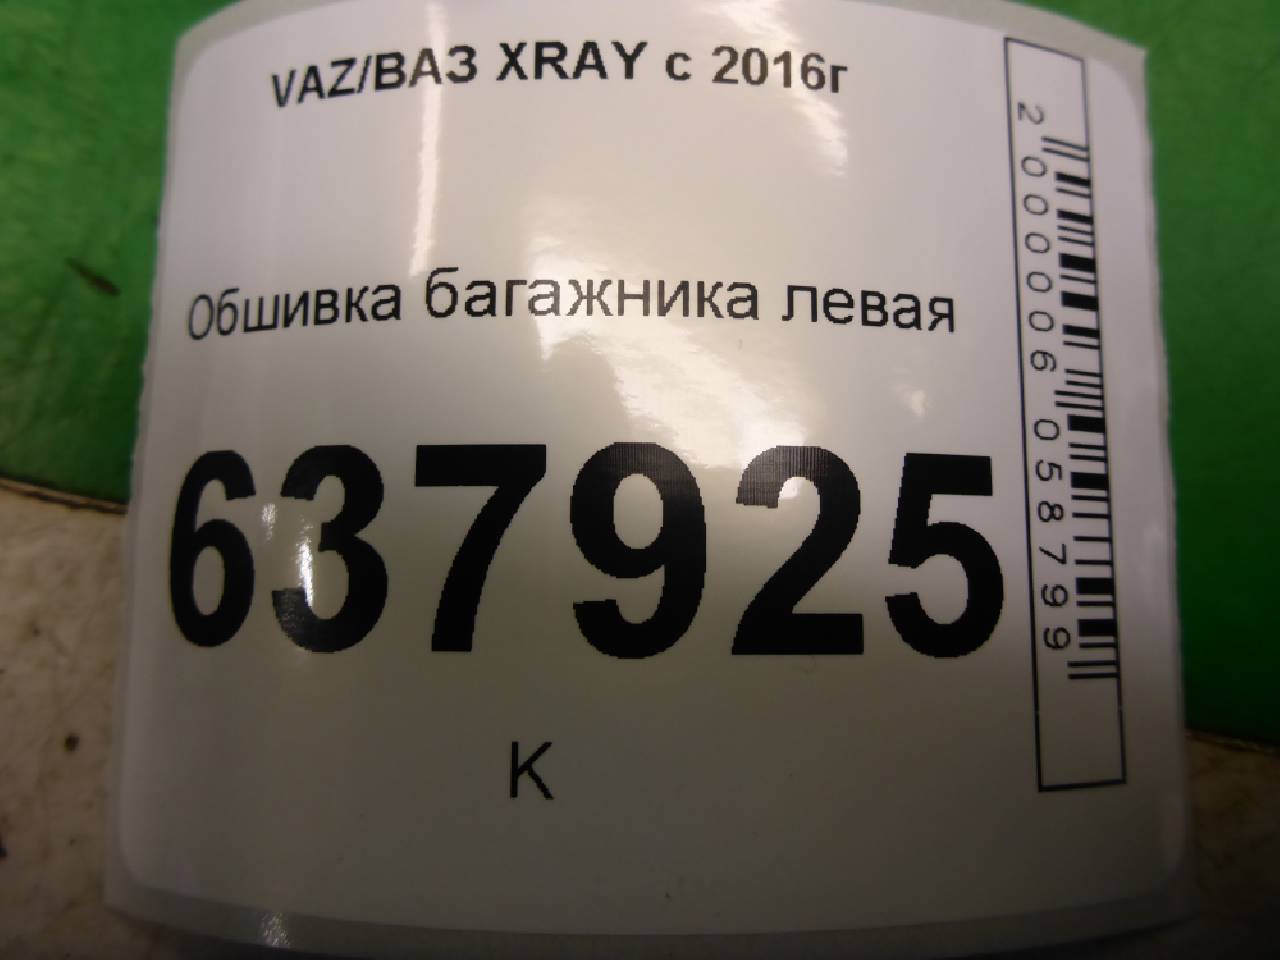 VAZ/ВАЗ XRAY с 2016г
Обшивка багажника левая
637925
К
2000006058799